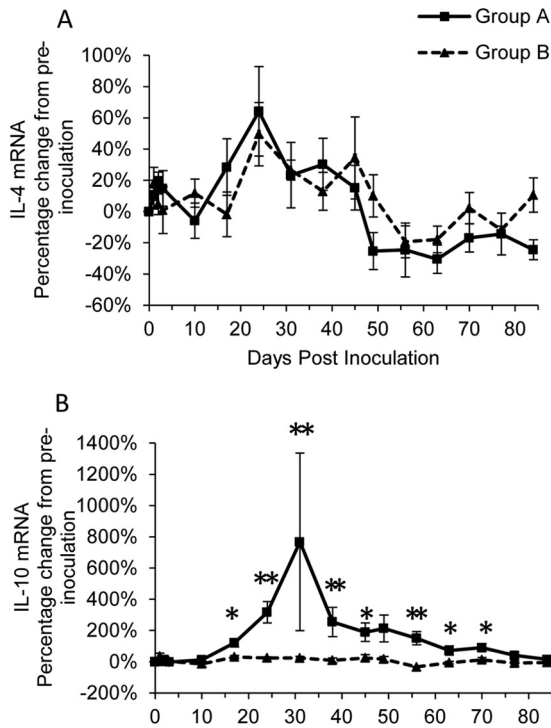 A
Group A
Group B
IL-4 mRNA
Percentage change from pre-
inoculation
100%
80%
60%
40%
20%
0%
-20%
-40%
-60%
0 10 20 30 40 50 60 70 80
Days Post Inoculation
B
IL-10 mRNA
Percentage change from pre-
inoculation
1400%
1200%
1000%
800%
600%
400%
200%
0%
-200%
* ** ** ** * ** * *
0 10 20 30 40 50 60 70 80